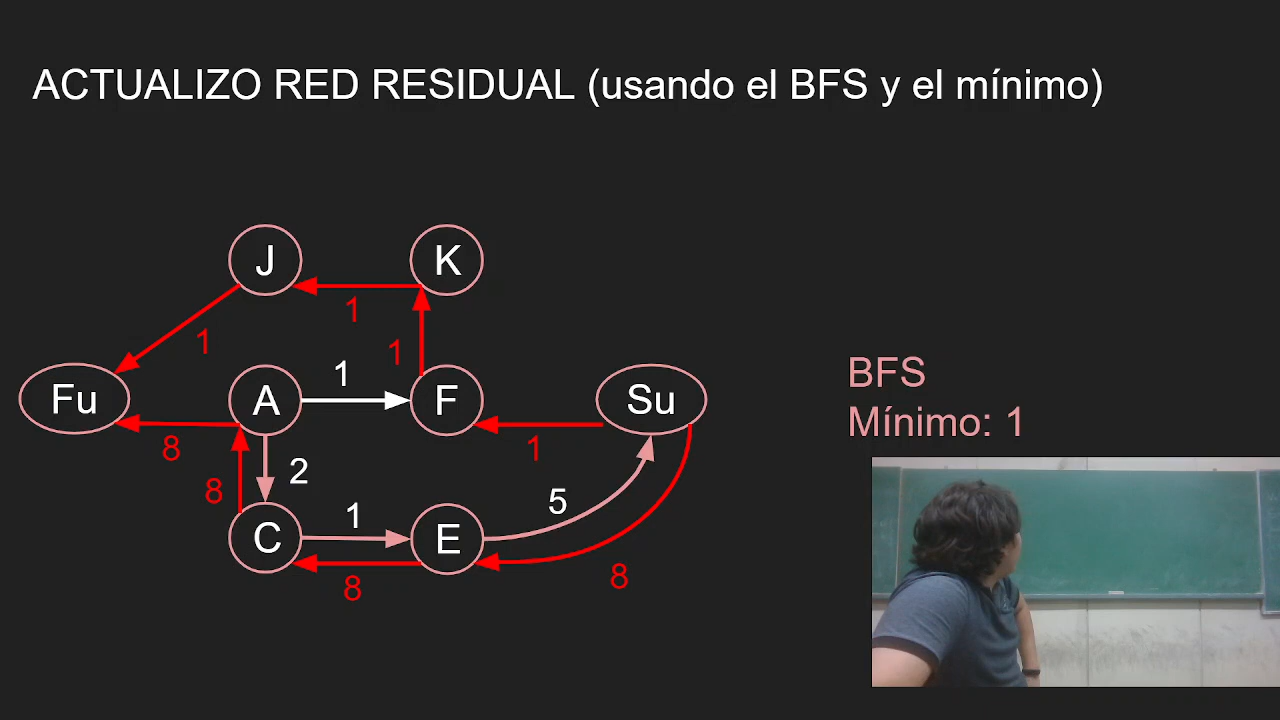 ACTUALIZO RED RESIDUAL (usando el BFS y el mínimo)
J
K
1
1
1
1
Fu
A
F
Su
BFS
Mínimo: 1
8
1
8
2
1
5
C
E
8
8